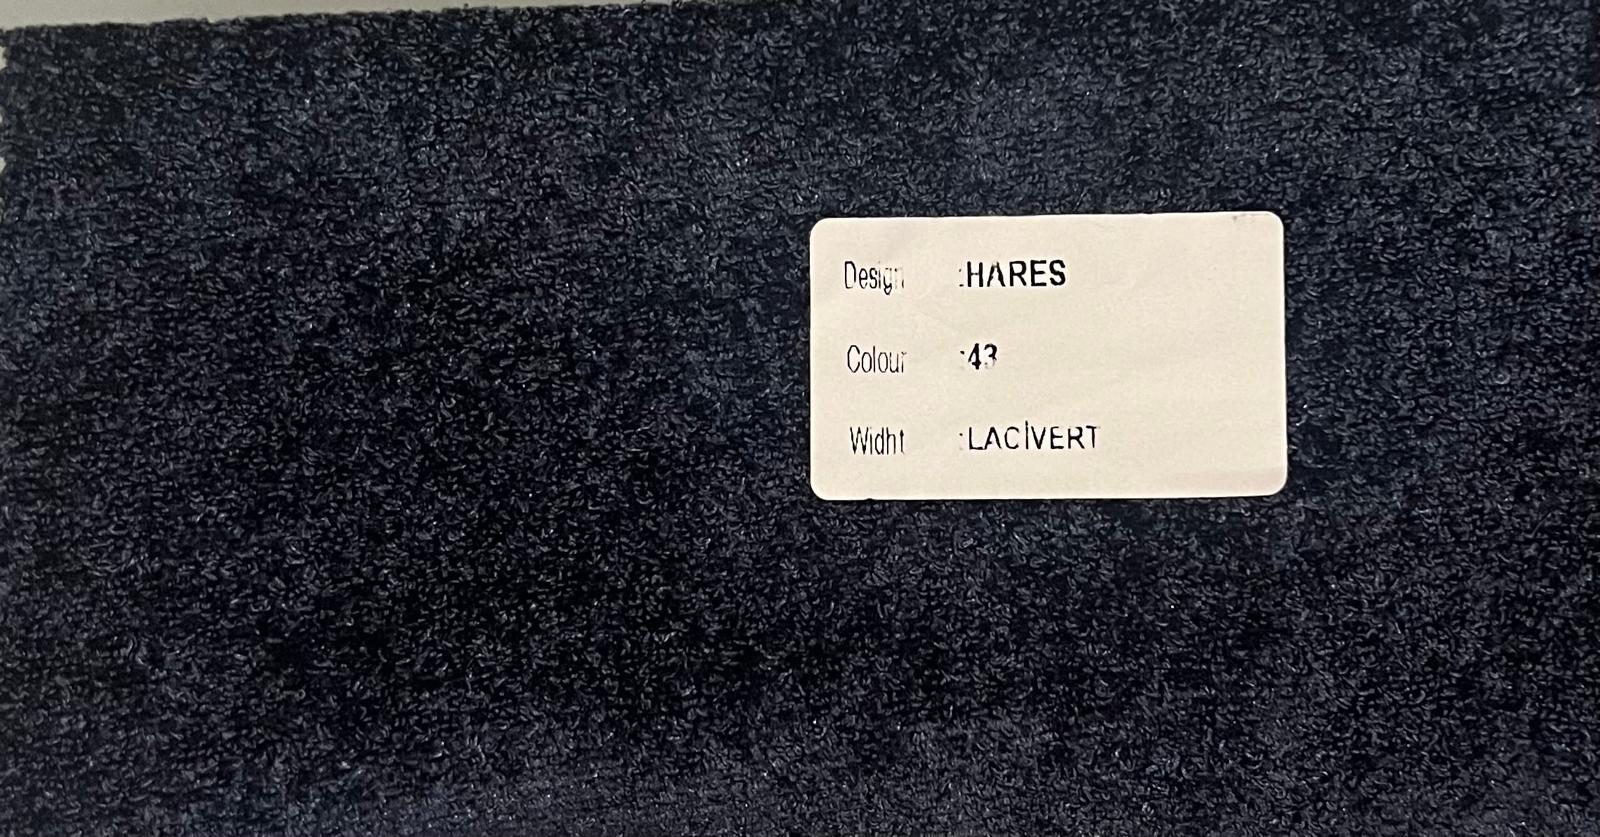 Design :HARES
Colour :43
Widht :LACİVERT